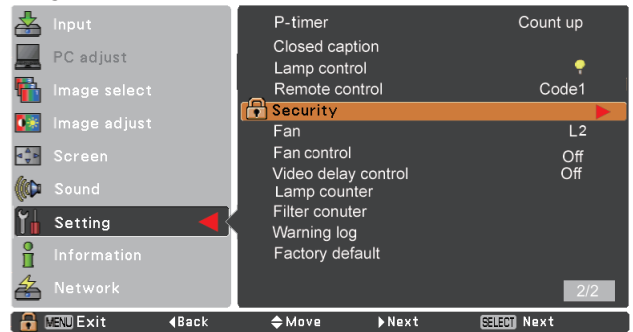 Input
PC adjust
Image select
Image adjust
Screen
Sound
Setting
Information
Network
P-timer Count up
Closed caption
Lamp control
Remote control Code1
Security
Fan L2
Fan control Off
Video delay control Off
Lamp counter
Filter conuter
Warning log
Factory default
2/2
MENU Exit Back Move Next SELECT Next